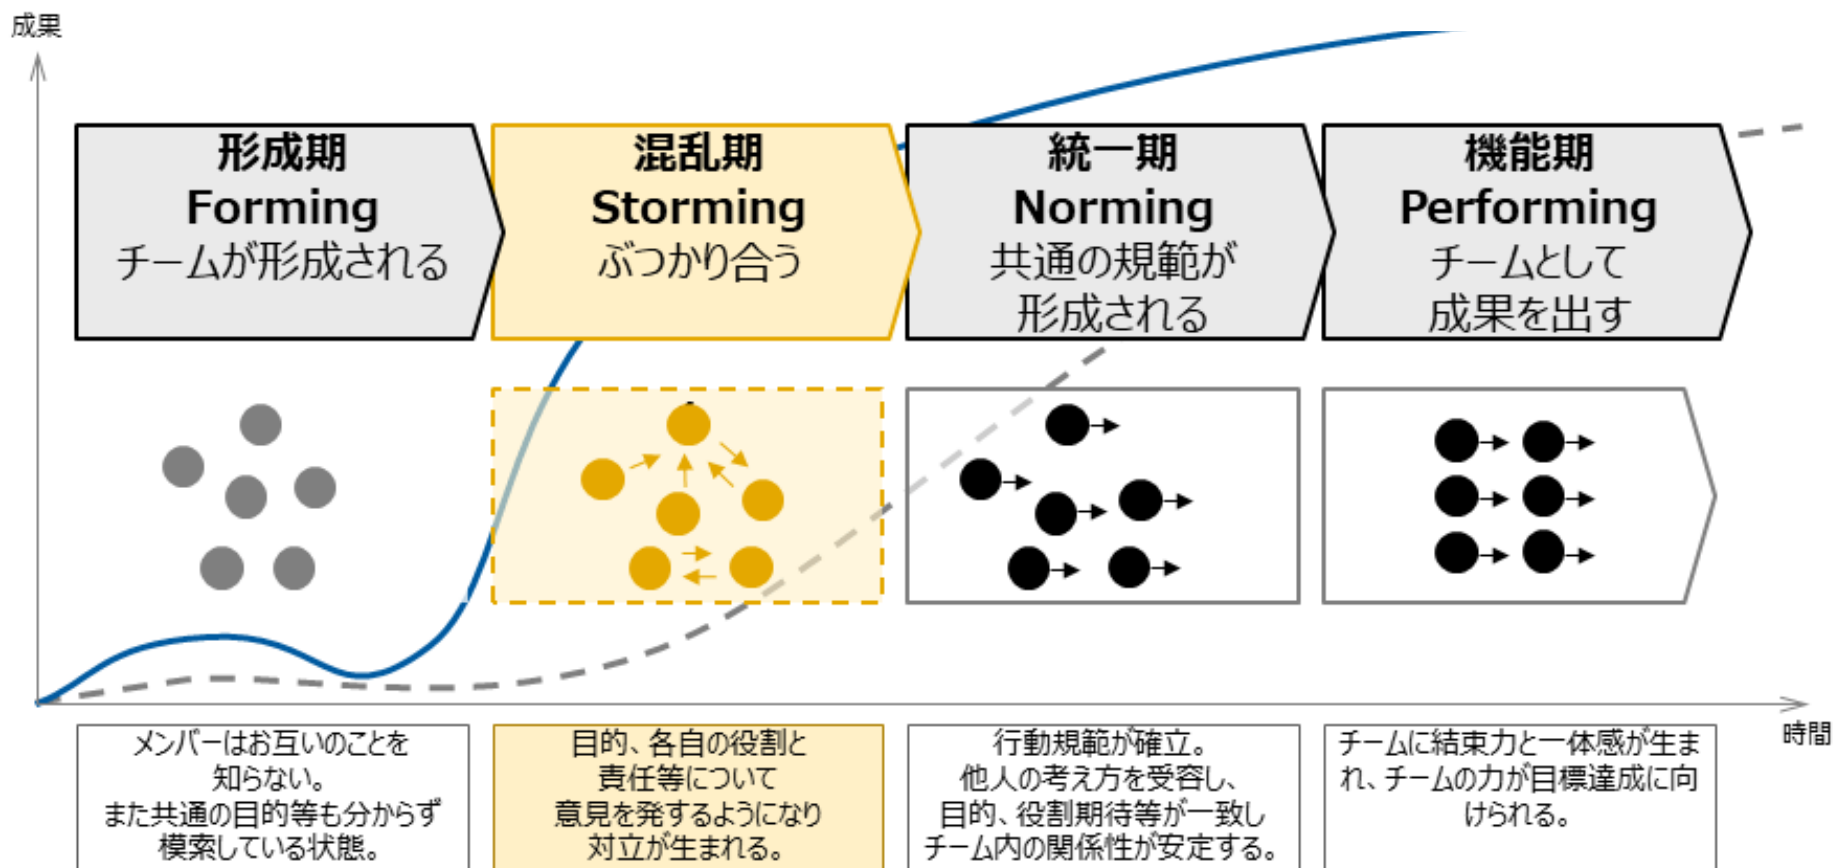 成果
形成期
Forming
チームが形成される
混乱期
Storming
ぶつかり合う
統一期
Norming
共通の規範が
形成される
機能期
Performing
チームとして
成果を出す
時間
メンバーはお互いのことを
知らない。
また共通の目的等も分からず
模索している状態。
目的、各自の役割と
責任等について
意見を発するようになり
対立が生まれる。
行動規範が確立。
他人の考え方を受容し、
目的、役割期待等が一致し
チーム内の関係性が安定する。
チームに結束力と一体感が生ま
れ、チームの力が目標達成に向
けられる。